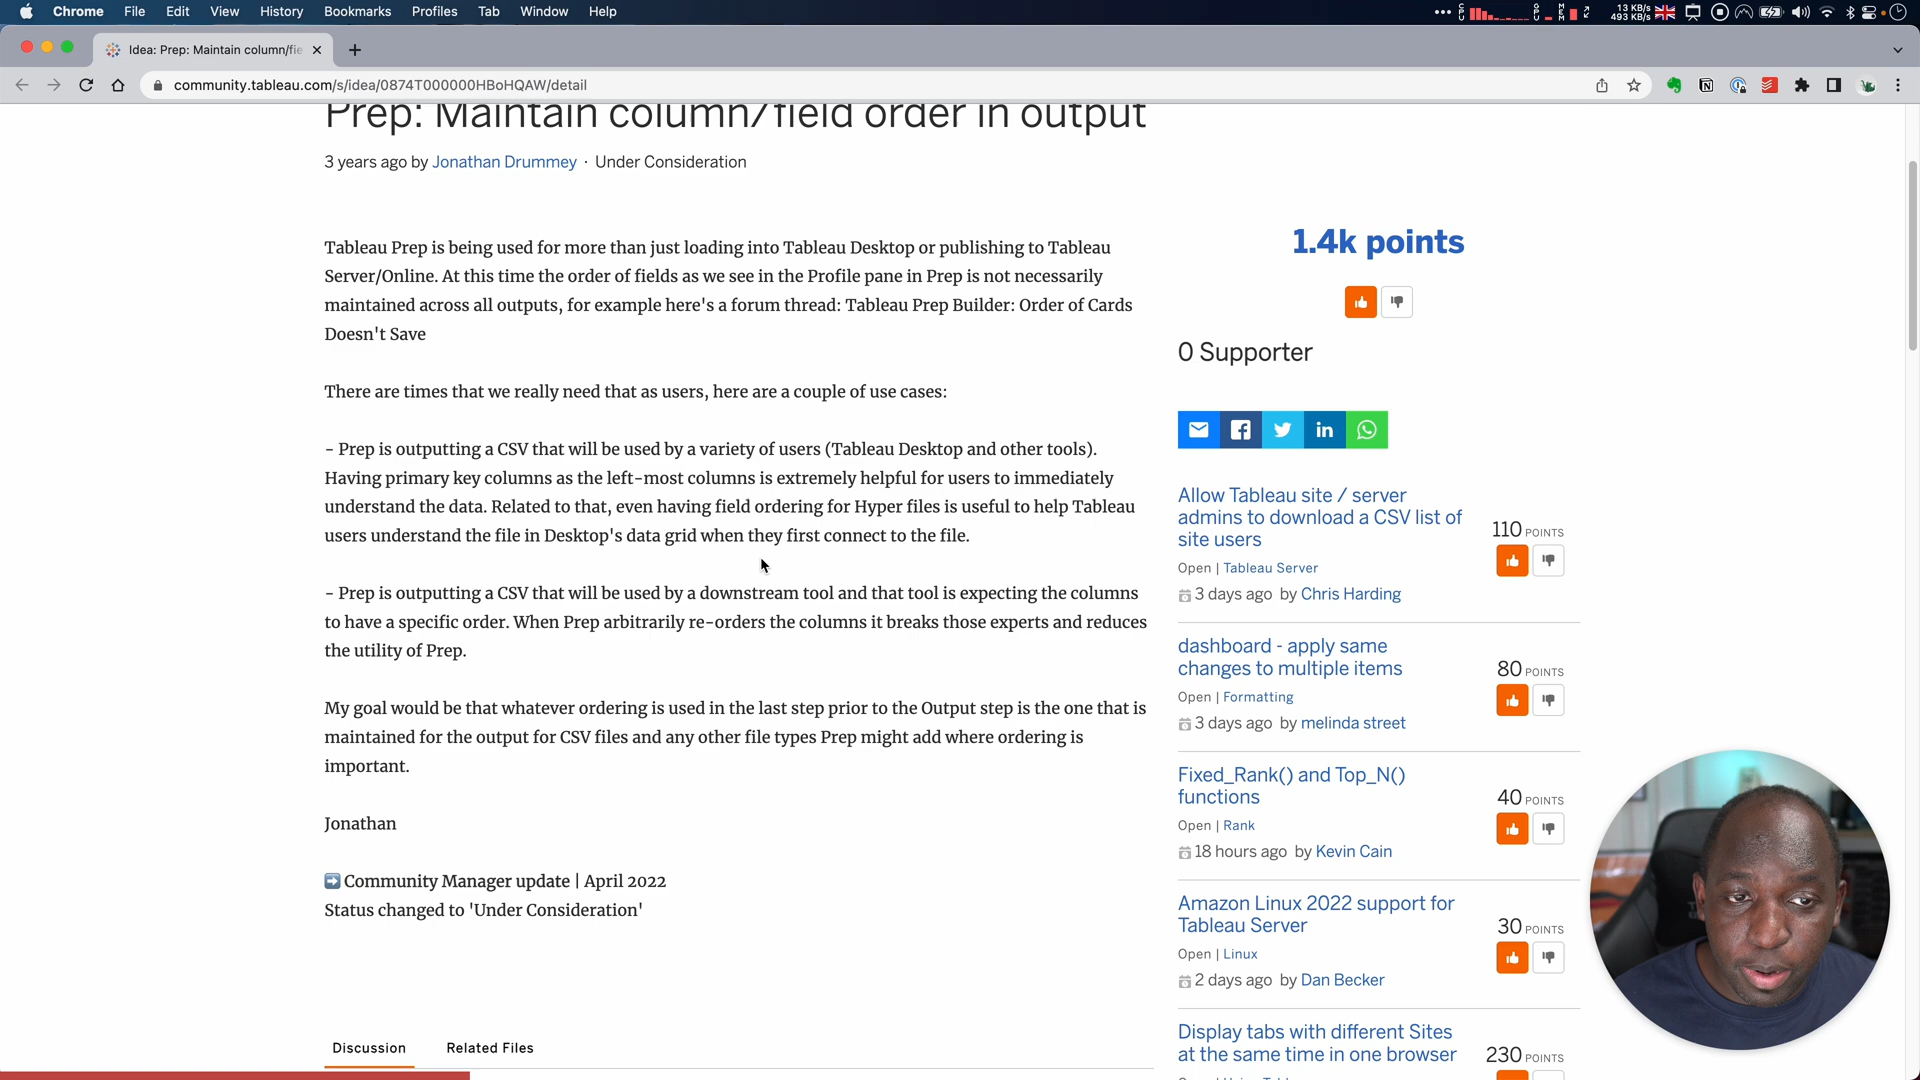 Chrome File Edit View History Bookmarks Profiles Tab Window Help
13 KB/s
493 KB/s
Idea: Prep: Maintain column/fie
community.tableau.com/s/idea/0874T000000HBoHQAW/detail
Prep: Maintain column/field order in output
3 years ago by Jonathan Drummey · Under Consideration
Tableau Prep is being used for more than just loading into Tableau Desktop or publishing to Tableau
Server/Online. At this time the order of fields as we see in the Profile pane in Prep is not necessarily
maintained across all outputs, for example here's a forum thread: Tableau Prep Builder: Order of Cards
Doesn't Save
There are times that we really need that as users, here are a couple of use cases:
- Prep is outputting a CSV that will be used by a variety of users (Tableau Desktop and other tools).
Having primary key columns as the left-most columns is extremely helpful for users to immediately
understand the data. Related to that, even having field ordering for Hyper files is useful to help Tableau
users understand the file in Desktop's data grid when they first connect to the file.
- Prep is outputting a CSV that will be used by a downstream tool and that tool is expecting the columns
to have a specific order. When Prep arbitrarily re-orders the columns it breaks those experts and reduces
the utility of Prep.
My goal would be that whatever ordering is used in the last step prior to the Output step is the one that is
maintained for the output for CSV files and any other file types Prep might add where ordering is
important.
Jonathan
Community Manager update | April 2022
Status changed to 'Under Consideration'
Discussion Related Files
1.4k points
0 Supporter
Allow Tableau site / server
admins to download a CSV list of
site users
110 POINTS
Open | Tableau Server
3 days ago by Chris Harding
dashboard - apply same
changes to multiple items
80 POINTS
Open | Formatting
3 days ago by melinda street
Fixed_Rank() and Top_N()
functions
40 POINTS
Open | Rank
18 hours ago by Kevin Cain
Amazon Linux 2022 support for
Tableau Server
30 POINTS
Open | Linux
2 days ago by Dan Becker
Display tabs with different Sites
at the same time in one browser
230 POINTS